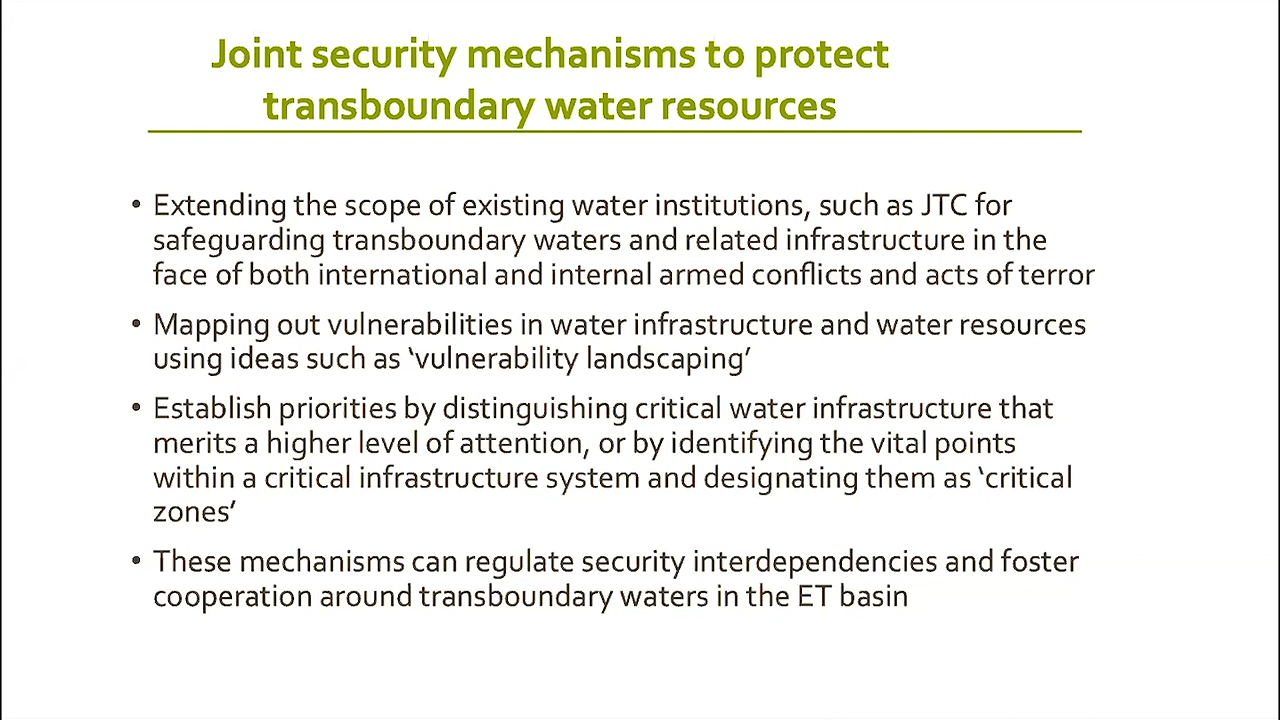 Joint security mechanisms to protect
transboundary water resources
• Extending the scope of existing water institutions, such as JTC for
safeguarding transboundary waters and related infrastructure in the
face of both international and internal armed conflicts and acts of terror
• Mapping out vulnerabilities in water infrastructure and water resources
using ideas such as ‘vulnerability landscaping’
• Establish priorities by distinguishing critical water infrastructure that
merits a higher level of attention, or by identifying the vital points
within a critical infrastructure system and designating them as ‘critical
zones’
• These mechanisms can regulate security interdependencies and foster
cooperation around transboundary waters in the ET basin